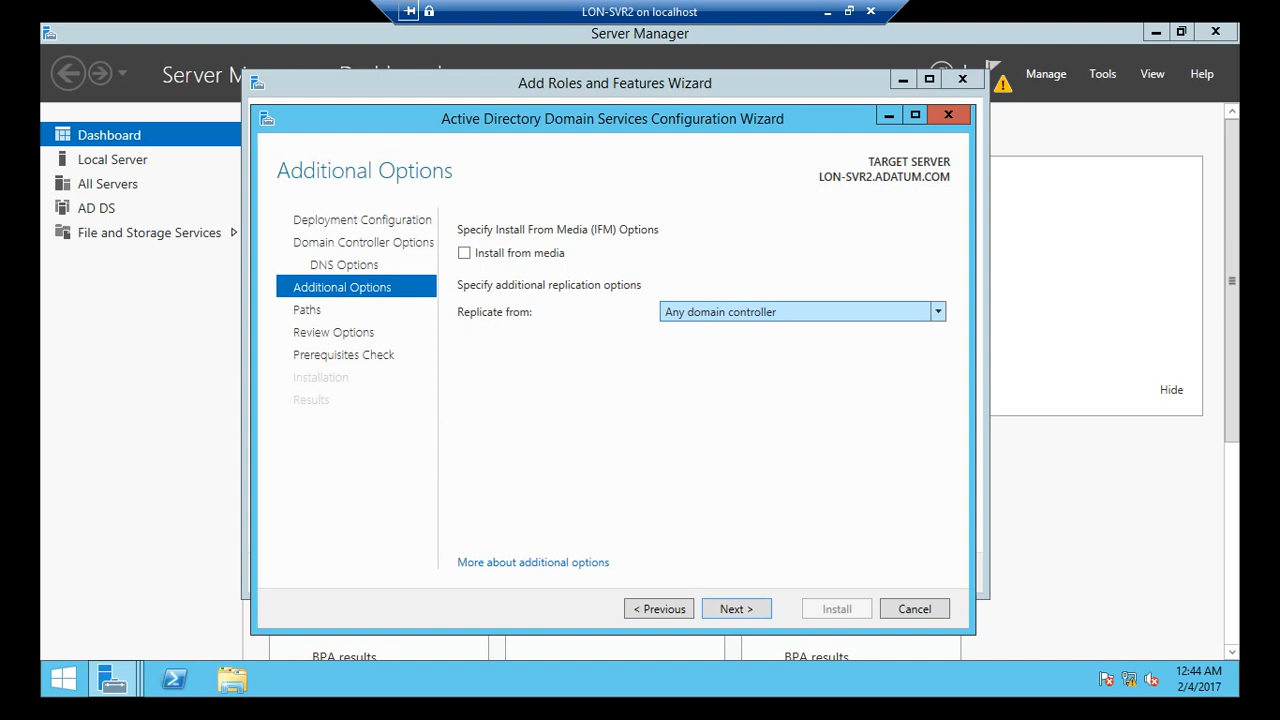 LON-SVR2 on localhost
Server Manager
Server M
Manage
Tools
View
Help
Add Roles and Features Wizard
Active Directory Domain Services Configuration Wizard
Dashboard
Local Server
All Servers
AD DS
File and Storage Services
Additional Options
TARGET SERVER
LON-SVR2.ADATUM.COM
Deployment Configuration
Domain Controller Options
DNS Options
Additional Options
Paths
Review Options
Prerequisites Check
Installation
Results
Specify Install From Media (IFM) Options
Install from media
Specify additional replication options
Replicate from: Any domain controller
More about additional options
< Previous
Next >
Install
Cancel
Hide
BPA results
BPA results
12:44 AM
2/4/2017